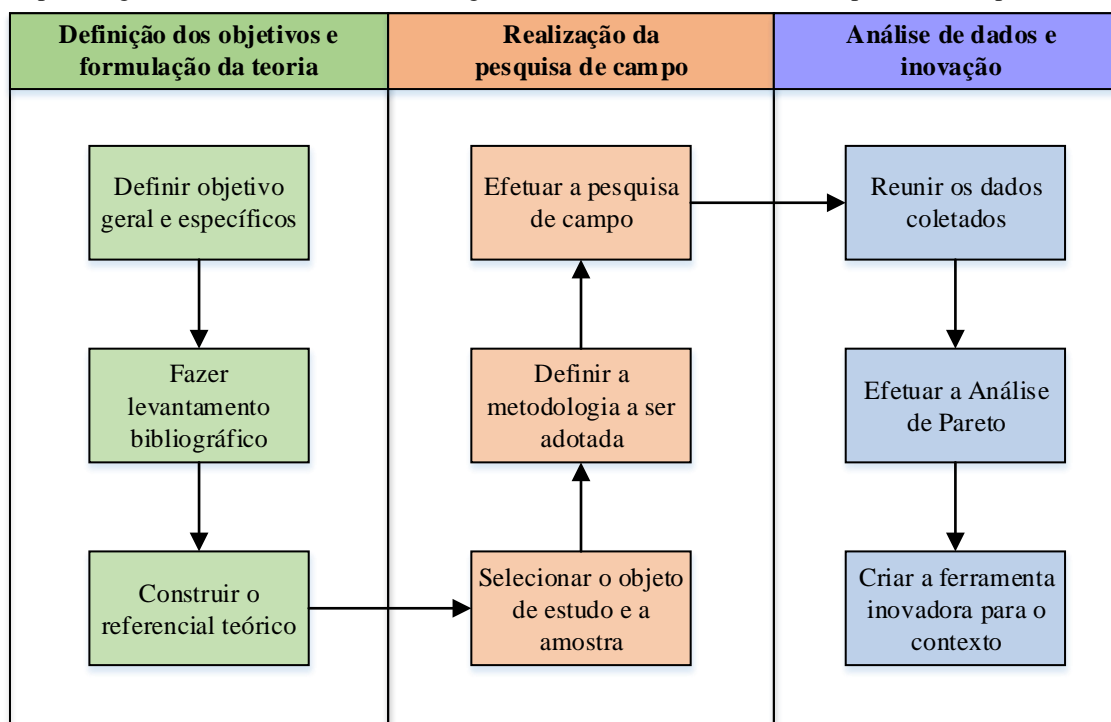 Definição dos objetivos e
formulação da teoria
Realização da
pesquisa de campo
Análise de dados e
inovação
Definir objetivo
geral e específicos
Fazer
levantamento
bibliográfico
Construir o
referencial teórico
Efetuar a pesquisa
de campo
Definir a
metodologia a ser
adotada
Selecionar o objeto
de estudo e a
amostra
Reunir os dados
coletados
Efetuar a Análise
de Pareto
Criar a ferramenta
inovadora para o
contexto